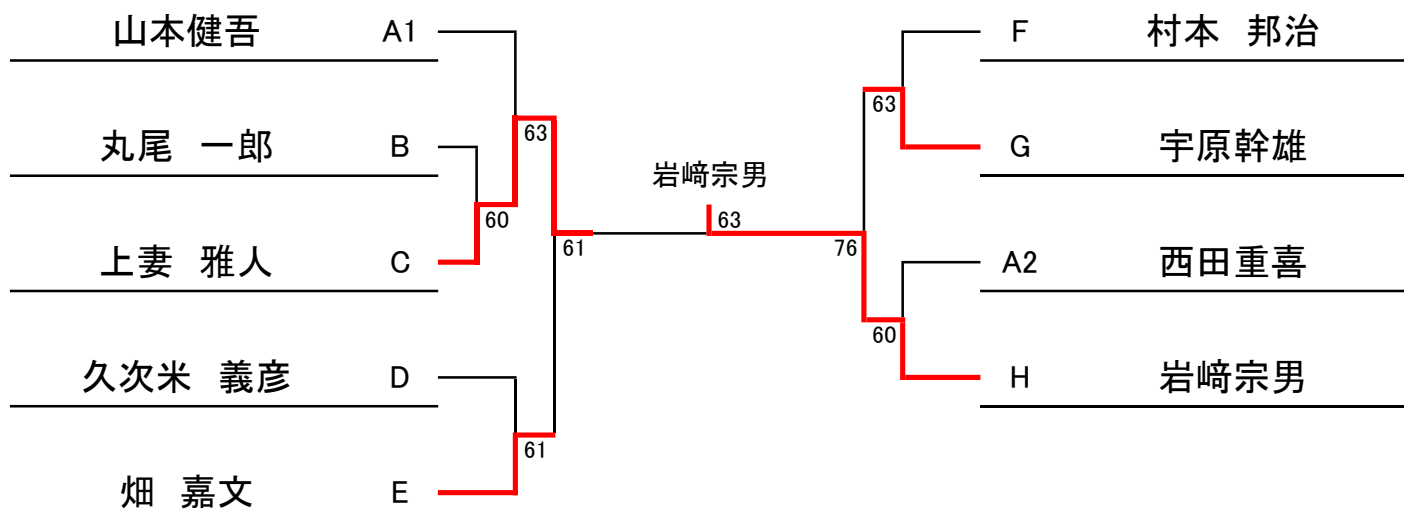 山本健吾 A1
F 村本 邦治
63
63
丸尾 一郎 B
G 宇原幹雄
岩﨑宗男
60
63
61
76
上妻 雅人 C
A2 西田重喜
60
久次米 義彦 D
H 岩﨑宗男
61
畑 嘉文 E